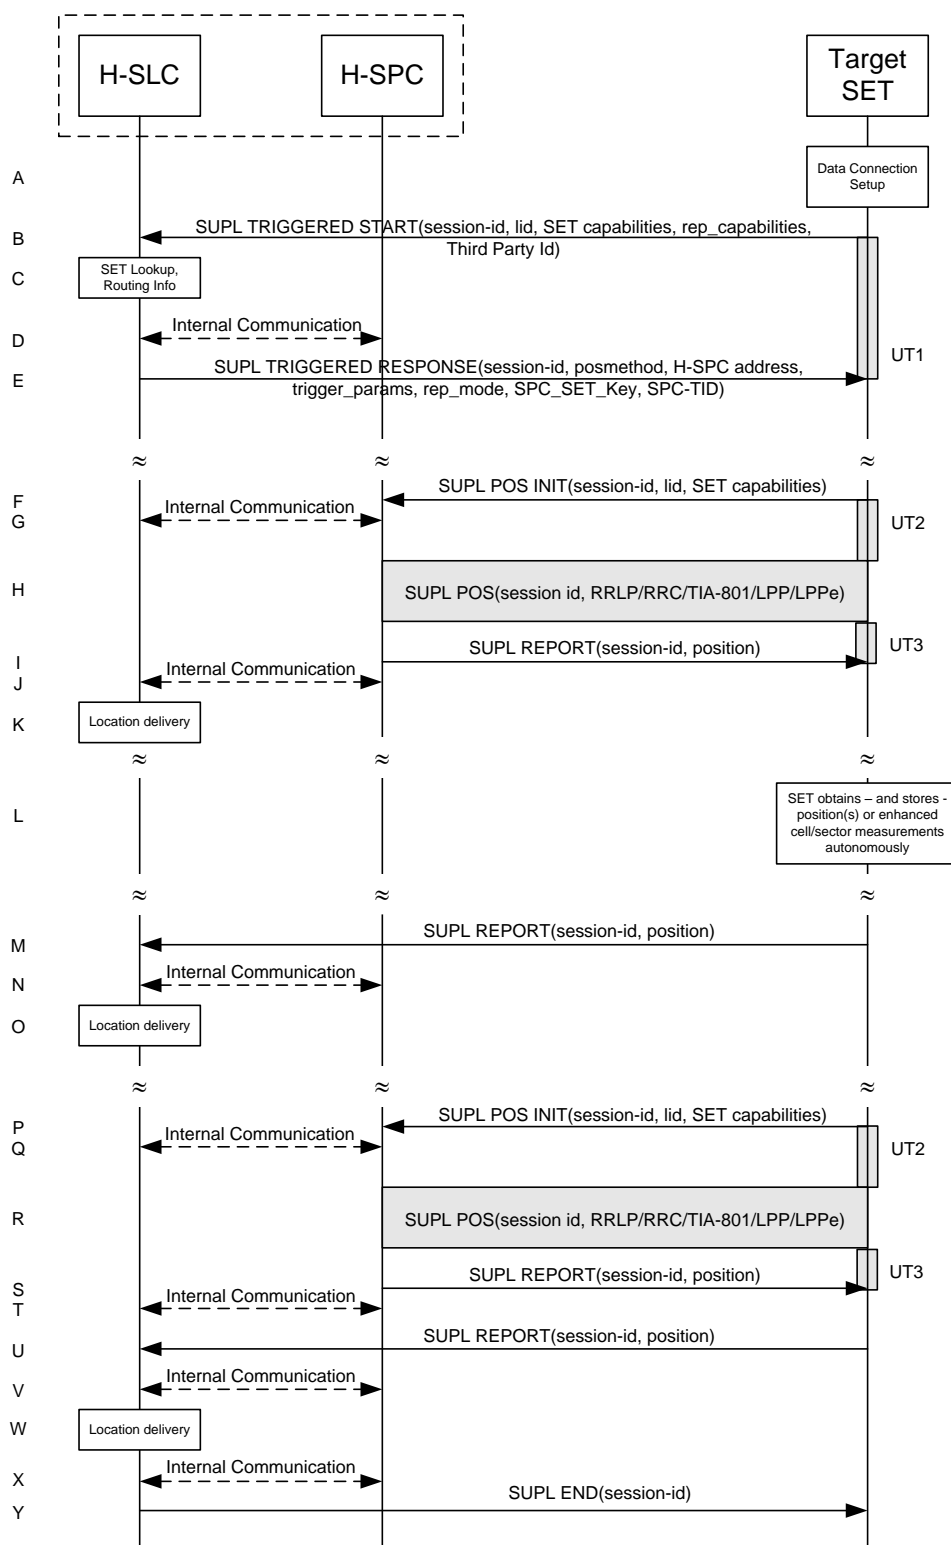 H-SLC
H-SPC
Target
SET
A
Data Connection
Setup
B
SUPL TRIGGERED START(session-id, lid, SET capabilities, rep_capabilities,
Third Party Id)
C
SET Lookup,
Routing Info
D
Internal Communication
UT1
E
SUPL TRIGGERED RESPONSE(session-id, posmethod, H-SPC address,
trigger_params, rep_mode, SPC_SET_Key, SPC-TID)
≈ ≈ ≈
F
SUPL POS INIT(session-id, lid, SET capabilities)
G
Internal Communication
UT2
H
SUPL POS(session id, RRLP/RRC/TIA-801/LPP/LPPe)
I
SUPL REPORT(session-id, position)
UT3
J
Internal Communication
K
Location delivery
≈ ≈ ≈
L
SET obtains – and stores -
position(s) or enhanced
cell/sector measurements
autonomously
≈ ≈ ≈
M
SUPL REPORT(session-id, position)
N
Internal Communication
O
Location delivery
≈ ≈ ≈
P
SUPL POS INIT(session-id, lid, SET capabilities)
Q
Internal Communication
UT2
R
SUPL POS(session id, RRLP/RRC/TIA-801/LPP/LPPe)
S
SUPL REPORT(session-id, position)
UT3
T
Internal Communication
U
SUPL REPORT(session-id, position)
V
Internal Communication
W
Location delivery
X
Internal Communication
Y
SUPL END(session-id)